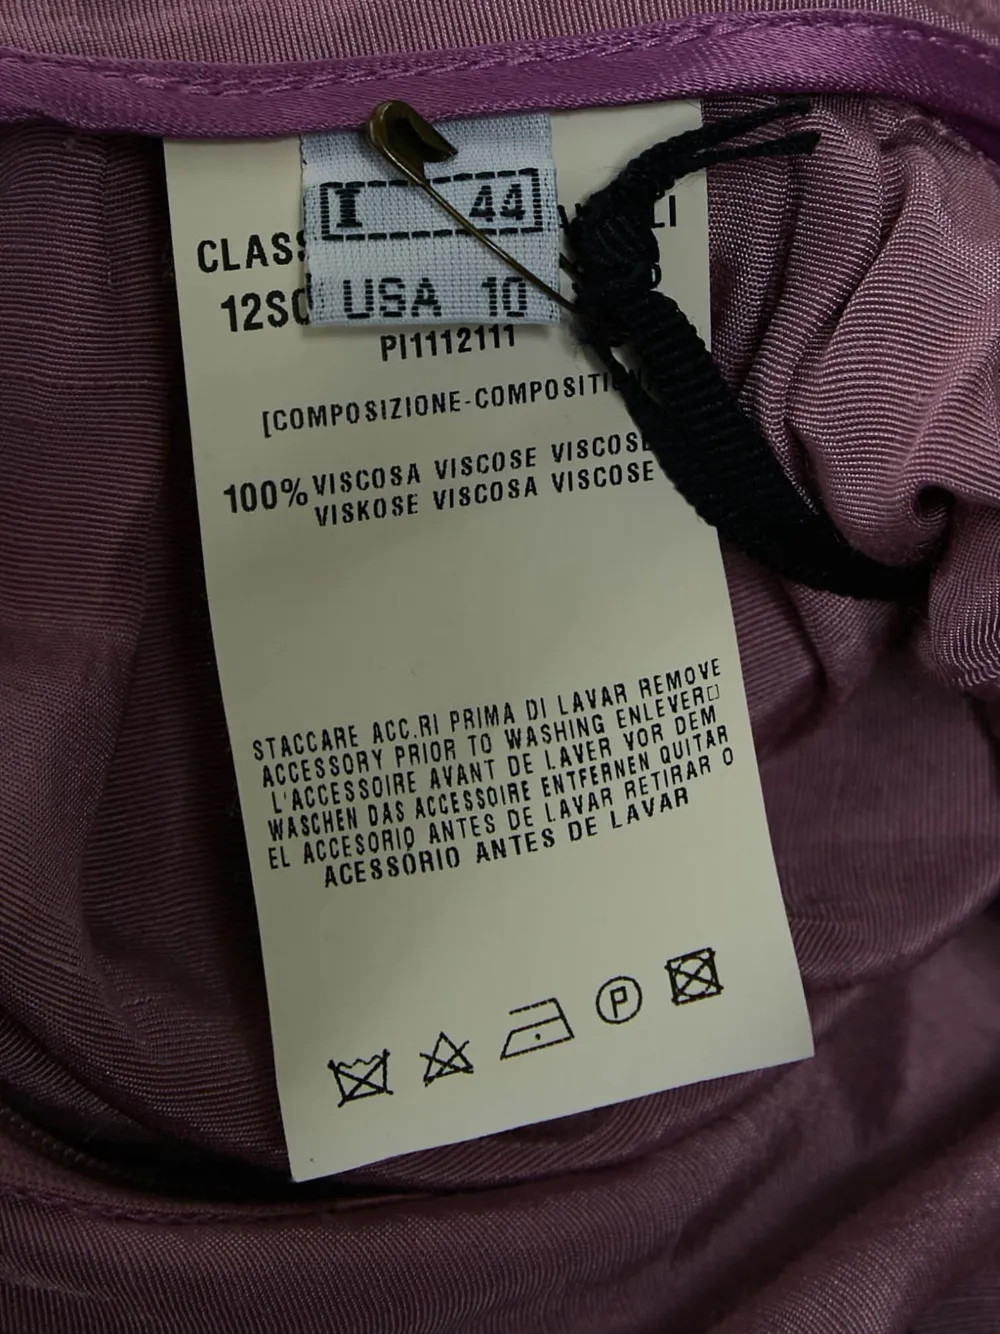 I 44
USA 10
CLASS
12SC
PI1112111
[COMPOSIZIONE-COMPOSITION
100% VISCOSA VISCOSE VISCOSE
VISKOSE VISCOSA VISCOSE
STACCARE ACC.RI PRIMA DI LAVAR REMOVE
ACCESSORY PRIOR TO WASHING ENLEVER□
L'ACCESSOIRE AVANT DE LAVER VOR DEM
WASCHEN DAS ACCESSOIRE ENTFERNEN QUITAR
EL ACCESORIO ANTES DE LAVAR RETIRAR O
ACESSÓRIO ANTES DE LAVAR
P